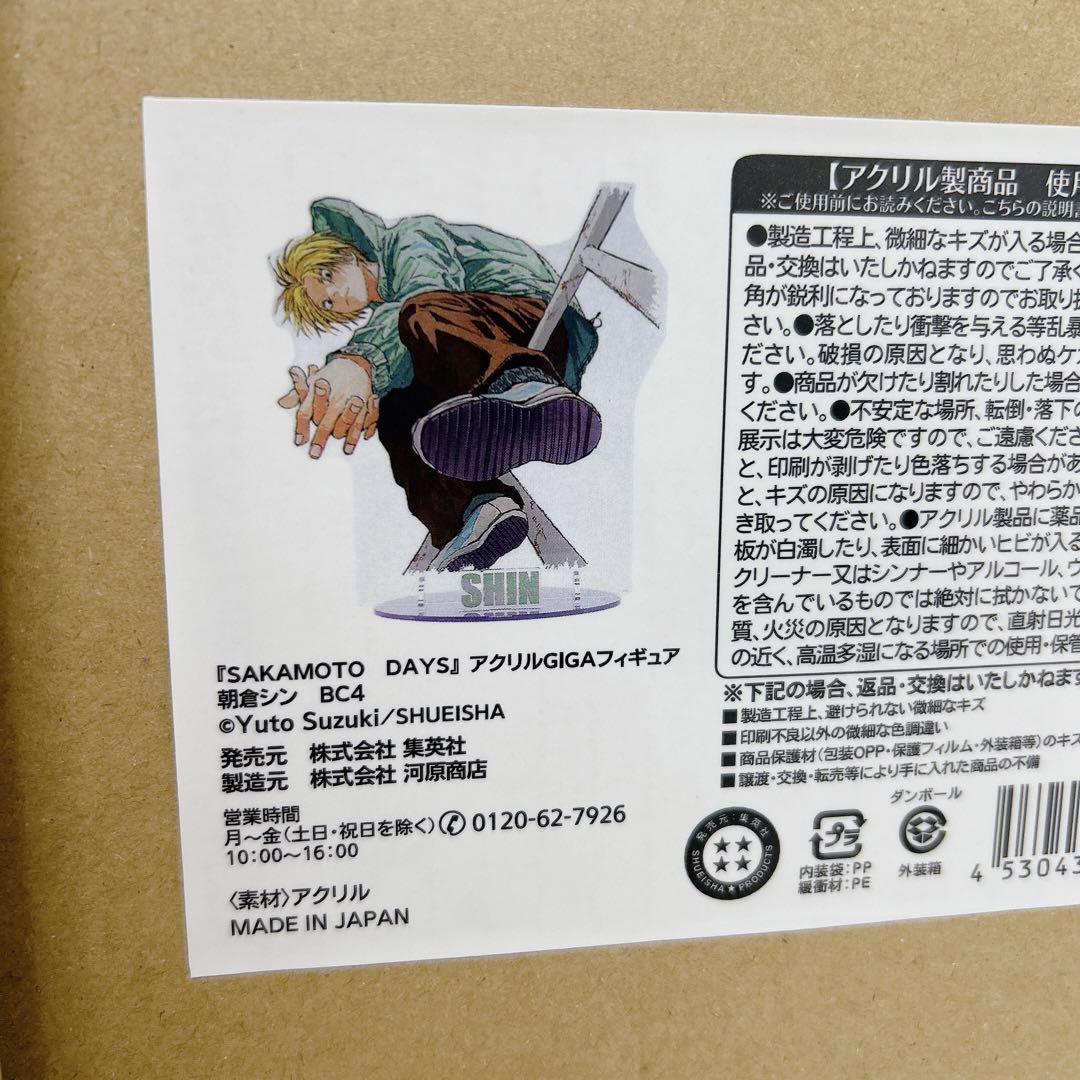 SHIN
『SAKAMOTO DAYS』アクリルGIGAフィギュア
朝倉シン BC4
©Yuto Suzuki/SHUEISHA
発売元 株式会社 集英社
製造元 株式会社 河原商店
営業時間
月～金(土日・祝日を除く) 0120-62-7926
10:00～16:00
〈素材〉アクリル
MADE IN JAPAN
【アクリル製商品 使用
※ご使用前にお読みください。こちらの説明
●製造工程上、微細なキズが入る場合
品・交換はいたしかねますのでご了承く
角が鋭利になっておりますのでお取り扱
さい。●落としたり衝撃を与える等乱暴
ださい。破損の原因となり、思わぬケガ
す。●商品が欠けたり割れたりした場合
ください。●不安定な場所、転倒・落下の
展示は大変危険ですので、ご遠慮くださ
と、印刷が剥げたり色落ちする場合があ
と、キズの原因になりますので、やわらか
き取ってください。●アクリル製品に薬品
板が白濁したり、表面に細かいヒビが入る
クリーナー又はシンナーやアルコール、
を含んでいるものでは絶対に拭かないで
質、火災の原因となりますので、直射日光
の近く、高温多湿になる場所での使用・保管
※下記の場合、返品・交換はいたしかねます
■製造工程上、避けられない微細なキズ
■印刷不良以外の微細な色調違い
■商品保護材(包装OPP・保護フィルム・外装箱等)のキズ
■譲渡・交換・転売等により手に入れた商品の不備
発売元:集英社
SHUEISHA★PRODUCTS
プラ
内装袋:PP
緩衝材:PE
ダンボール
外装箱
4 53043